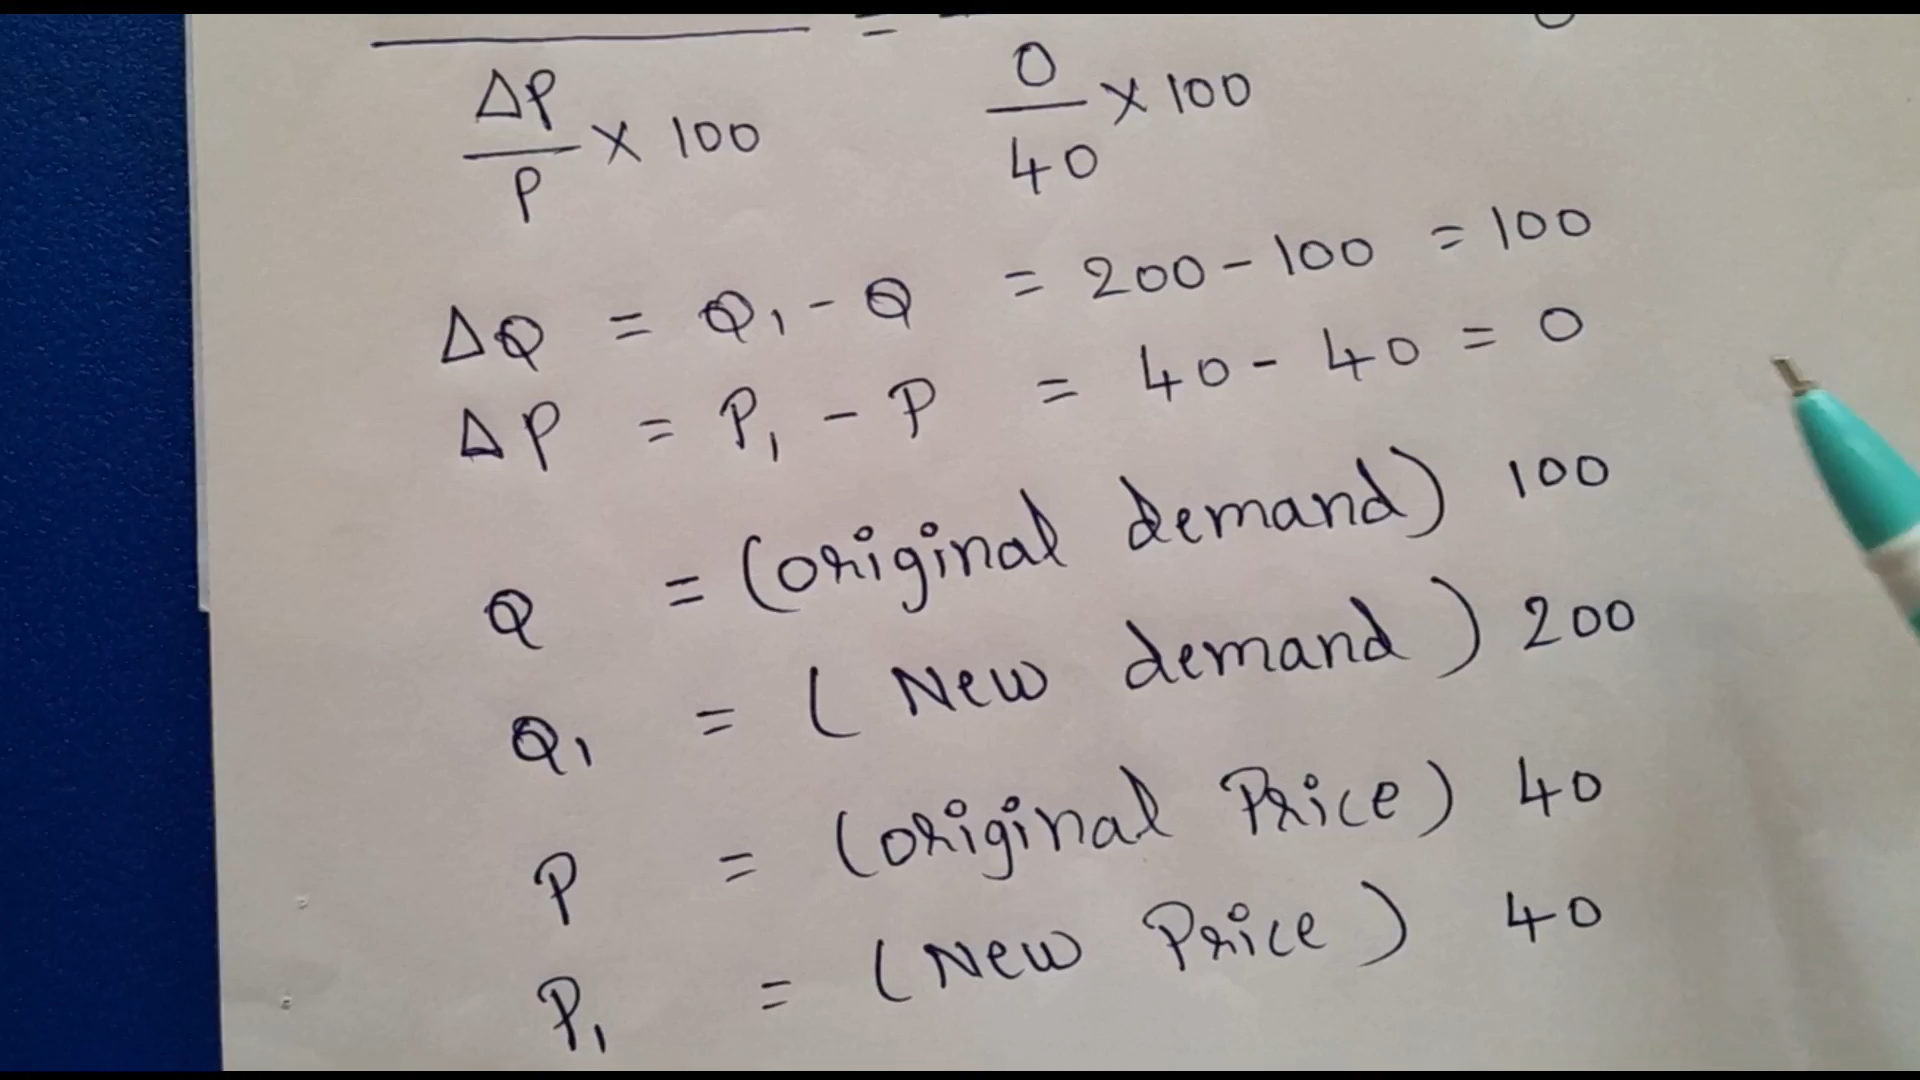 =
ΔP/P × 100    0/40 × 100
ΔQ = Q₁ - Q = 200 - 100 = 100
ΔP = P₁ - P = 40 - 40 = 0
Q = (original demand) 100
Q₁ = (New demand) 200
P = (original Price) 40
P₁ = (New Price) 40